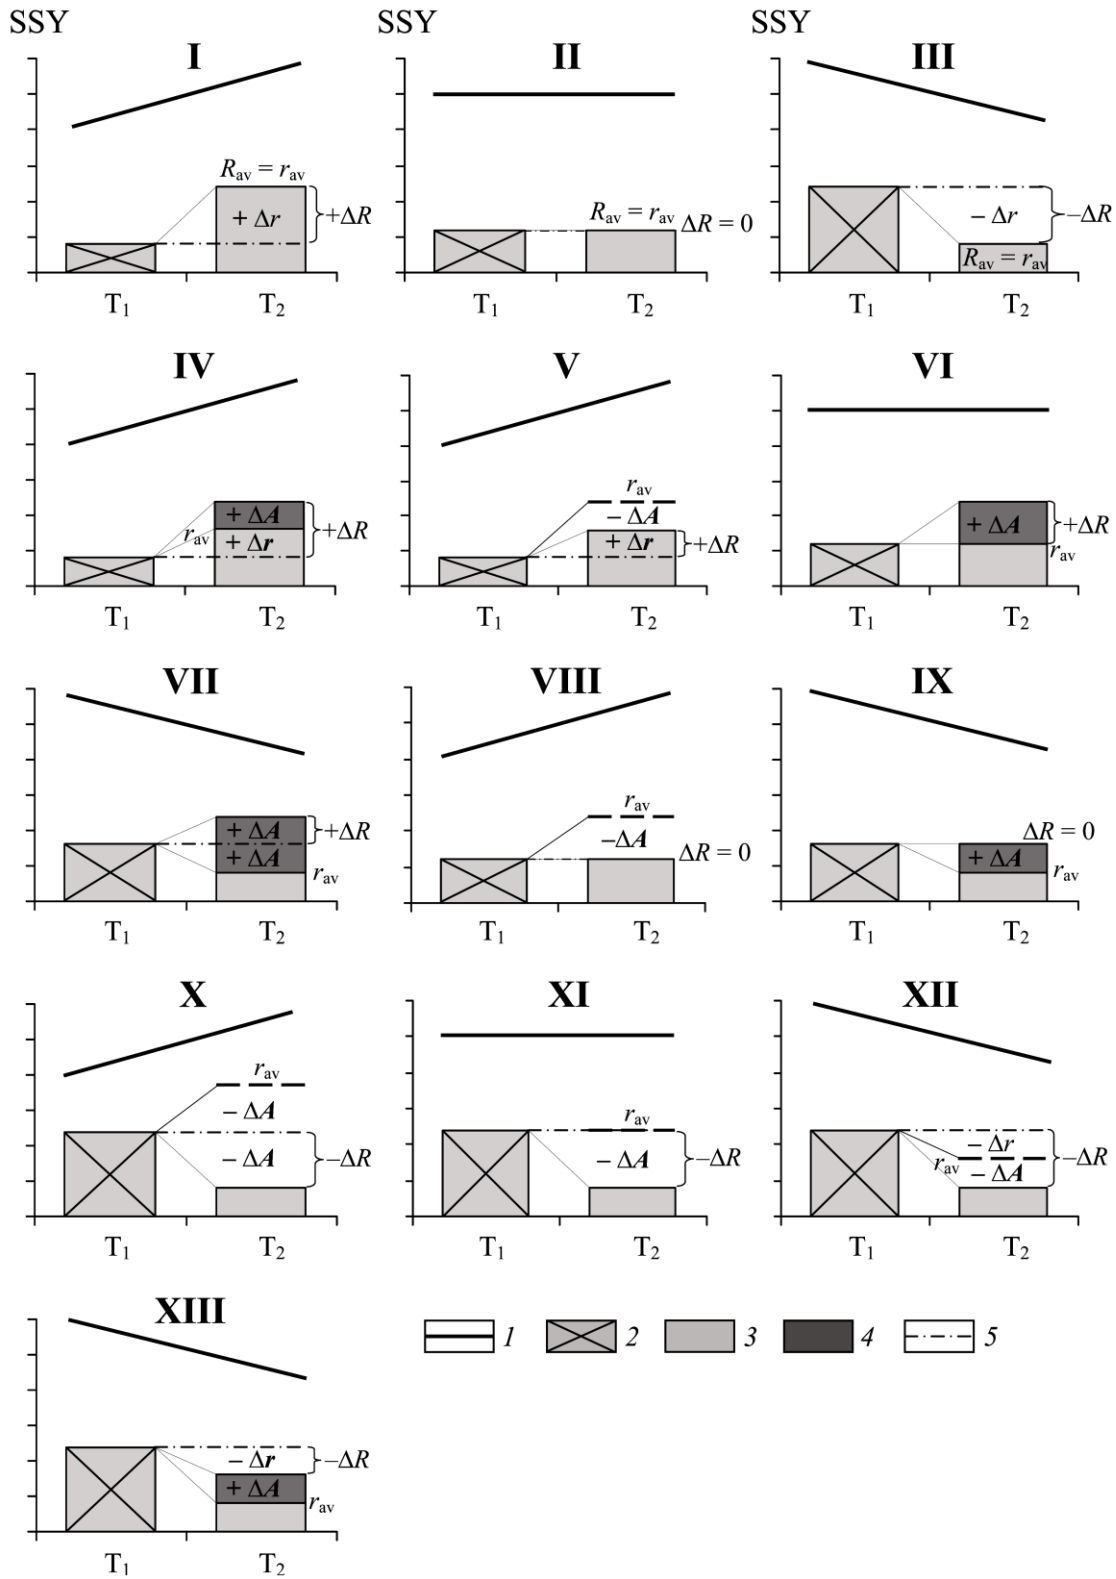 SSY SSY SSY
I II III
R_av = r_av
+ Δr +ΔR
R_av = r_av ΔR = 0
− Δr −ΔR
R_av = r_av
T₁ T₂ T₁ T₂ T₁ T₂
IV V VI
+ ΔA
r_av + Δr +ΔR
r_av
− ΔA
+ Δr +ΔR
+ ΔA +ΔR
r_av
T₁ T₂ T₁ T₂ T₁ T₂
VII VIII IX
+ ΔA +ΔR
+ ΔA r_av
r_av
−ΔA ΔR = 0
ΔR = 0
+ ΔA r_av
T₁ T₂ T₁ T₂ T₁ T₂
X XI XII
r_av
− ΔA
− ΔA −ΔR
r_av
− ΔA −ΔR
− Δr
r_av − ΔA −ΔR
T₁ T₂ T₁ T₂ T₁ T₂
XIII
1 2 3 4 5
− Δr −ΔR
+ ΔA r_av
T₁ T₂